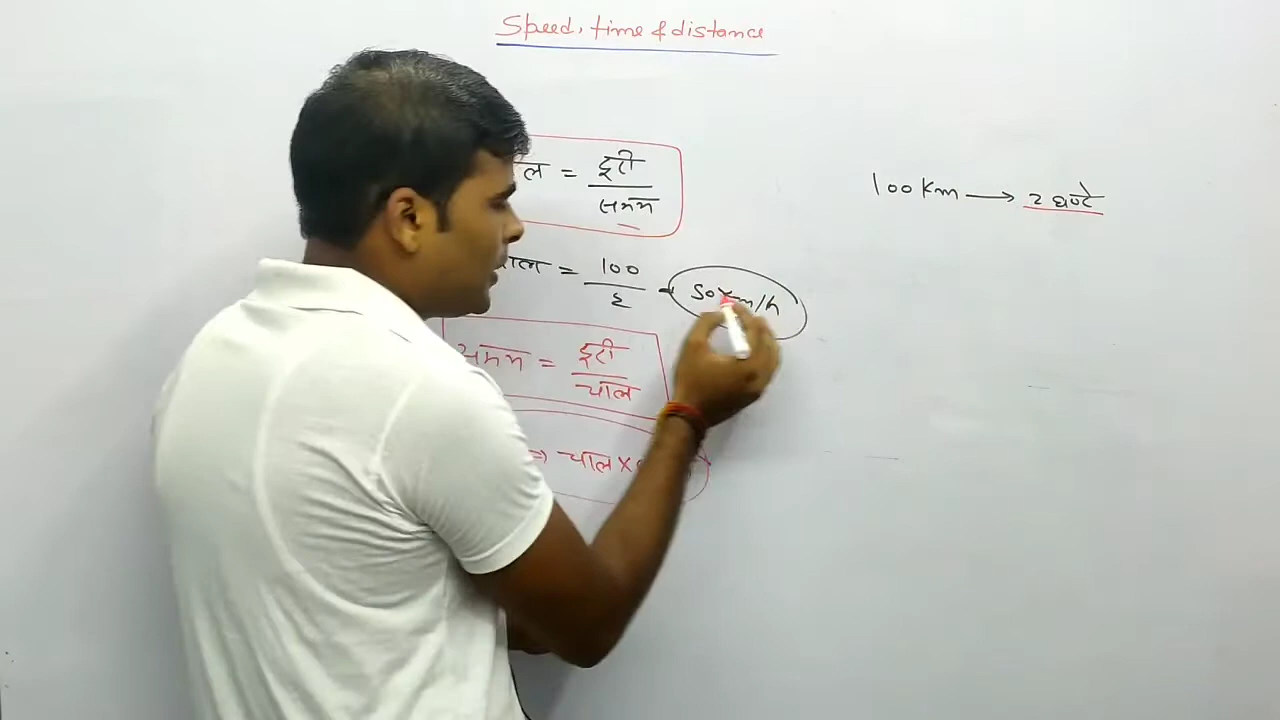 Speed, time & distance
= दूरी / समय
100 km → 2 घण्टे
= 100 / 2 = 50 km/h
समय = दूरी / चाल
⇒ चाल ×